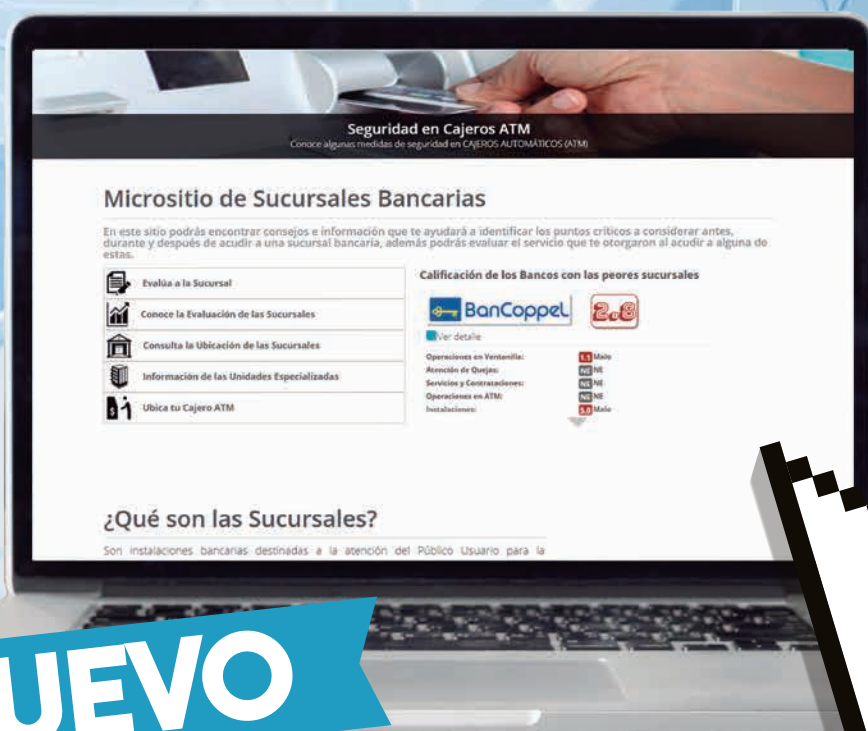 Seguridad en Cajeros ATM
Conoce algunas medidas de seguridad en CAJEROS AUTOMÁTICOS (ATM)
Micrositio de Sucursales Bancarias
En este sitio podrás encontrar consejos e información que te ayudará a identificar los puntos críticos a considerar antes,
durante y después de acudir a una sucursal bancaria, además podrás evaluar el servicio que te otorgaron al acudir a alguna de
estas.
Evalúa a la Sucursal
Conoce la Evaluación de las Sucursales
Consulta la Ubicación de las Sucursales
Información de las Unidades Especializadas
Ubica tu Cajero ATM
Calificación de los Bancos con las peores sucursales
BanCoppel 2.8
Ver detalle
Operaciones en Ventanilla: 1.1 Malo
Atención de Quejas: NE NE
Servicios y Contrataciones: NE NE
Operaciones en ATM: NE NE
Instalaciones: 5.0 Malo
¿Qué son las Sucursales?
Son instalaciones bancarias destinadas a la atención del Público Usuario para la
UEVO